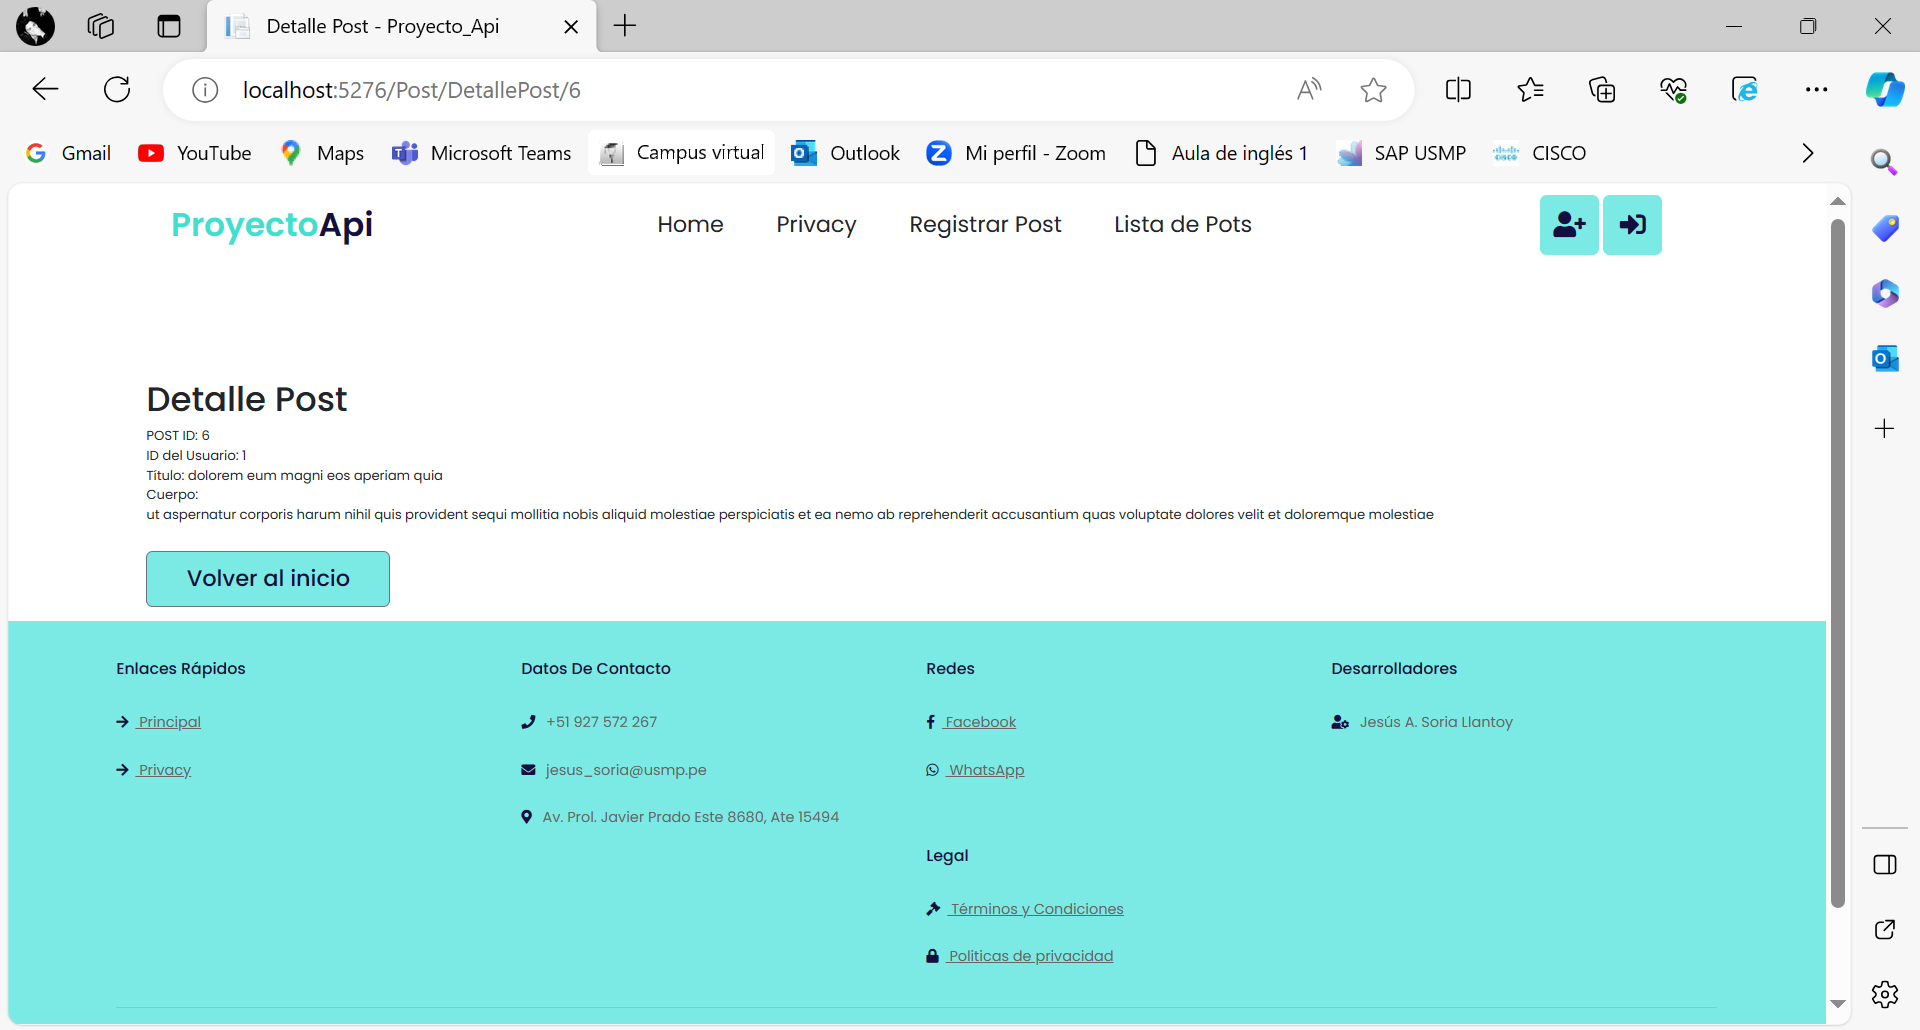 Detalle Post - Proyecto_Api
localhost:5276/Post/DetallePost/6
Gmail YouTube Maps Microsoft Teams Campus virtual Outlook Mi perfil - Zoom Aula de inglés 1 SAP USMP CISCO
ProyectoApi Home Privacy Registrar Post Lista de Pots
Detalle Post
POST ID: 6
ID del Usuario: 1
Título: dolorem eum magni eos aperiam quia
Cuerpo:
ut aspernatur corporis harum nihil quis provident sequi mollitia nobis aliquid molestiae perspiciatis et ea nemo ab reprehenderit accusantium quas voluptate dolores velit et doloremque molestiae
Volver al inicio
Enlaces Rápidos
Principal
Privacy
Datos De Contacto
+51 927 572 267
jesus_soria@usmp.pe
Av. Prol. Javier Prado Este 8680, Ate 15494
Redes
Facebook
WhatsApp
Legal
Términos y Condiciones
Politicas de privacidad
Desarrolladores
Jesús A. Soria Llantoy